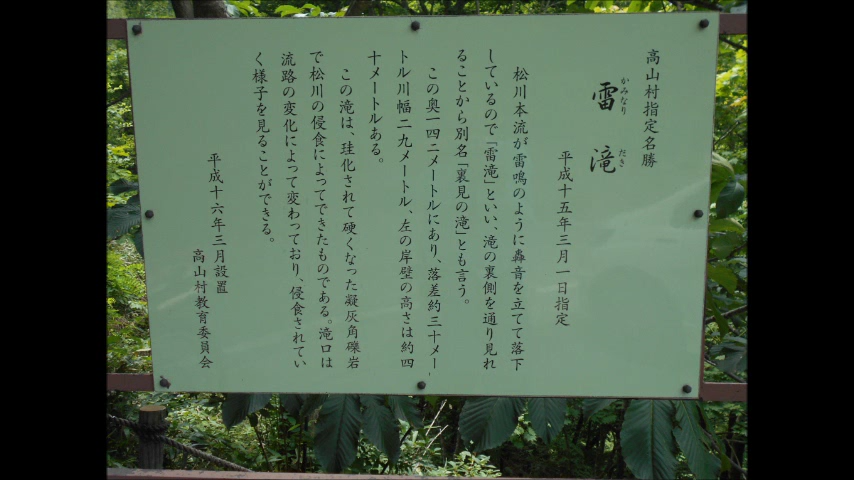 高山村指定名勝
雷滝
かみなり だき
平成十五年三月一日指定
松川本流が雷鳴のように轟音を立てて落下
しているので「雷滝」といい、滝の裏側を通り見れ
ることから別名「裏見の滝」とも言う。
この奥一四二メートルにあり、落差約三十メー
トル川幅二九メートル、左の岸壁の高さは約四
十メートルある。
この滝は、珪化されて硬くなった凝灰角礫岩
で松川の侵食によってできたものである。滝口は
流路の変化によって変わっており、侵食されてい
く様子を見ることができる。
平成十六年三月設置
高山村教育委員会